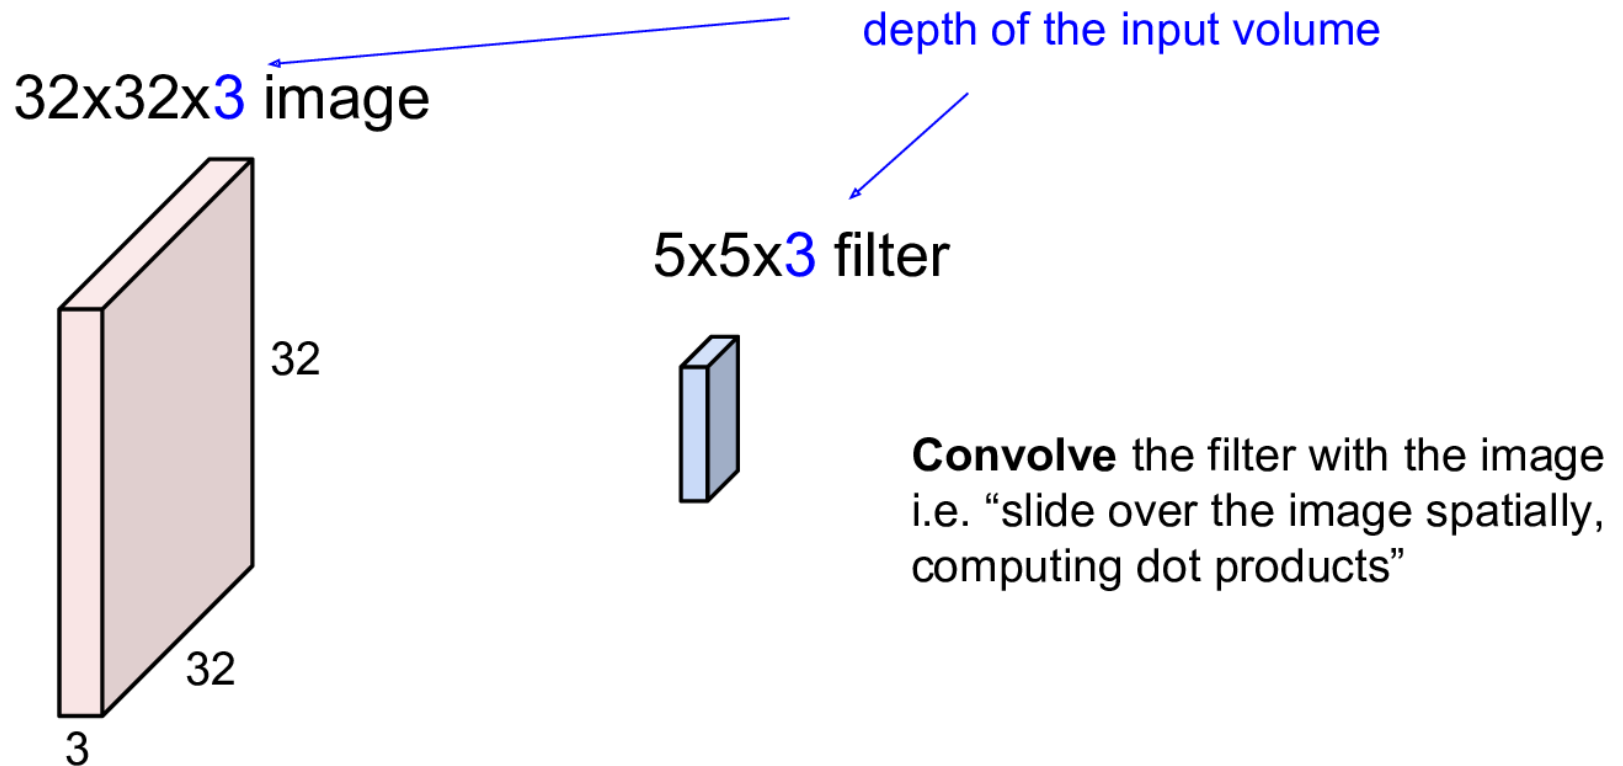 depth of the input volume
32x32x3 image
5x5x3 filter
32
Convolve the filter with the image
i.e. “slide over the image spatially,
computing dot products”
32
3